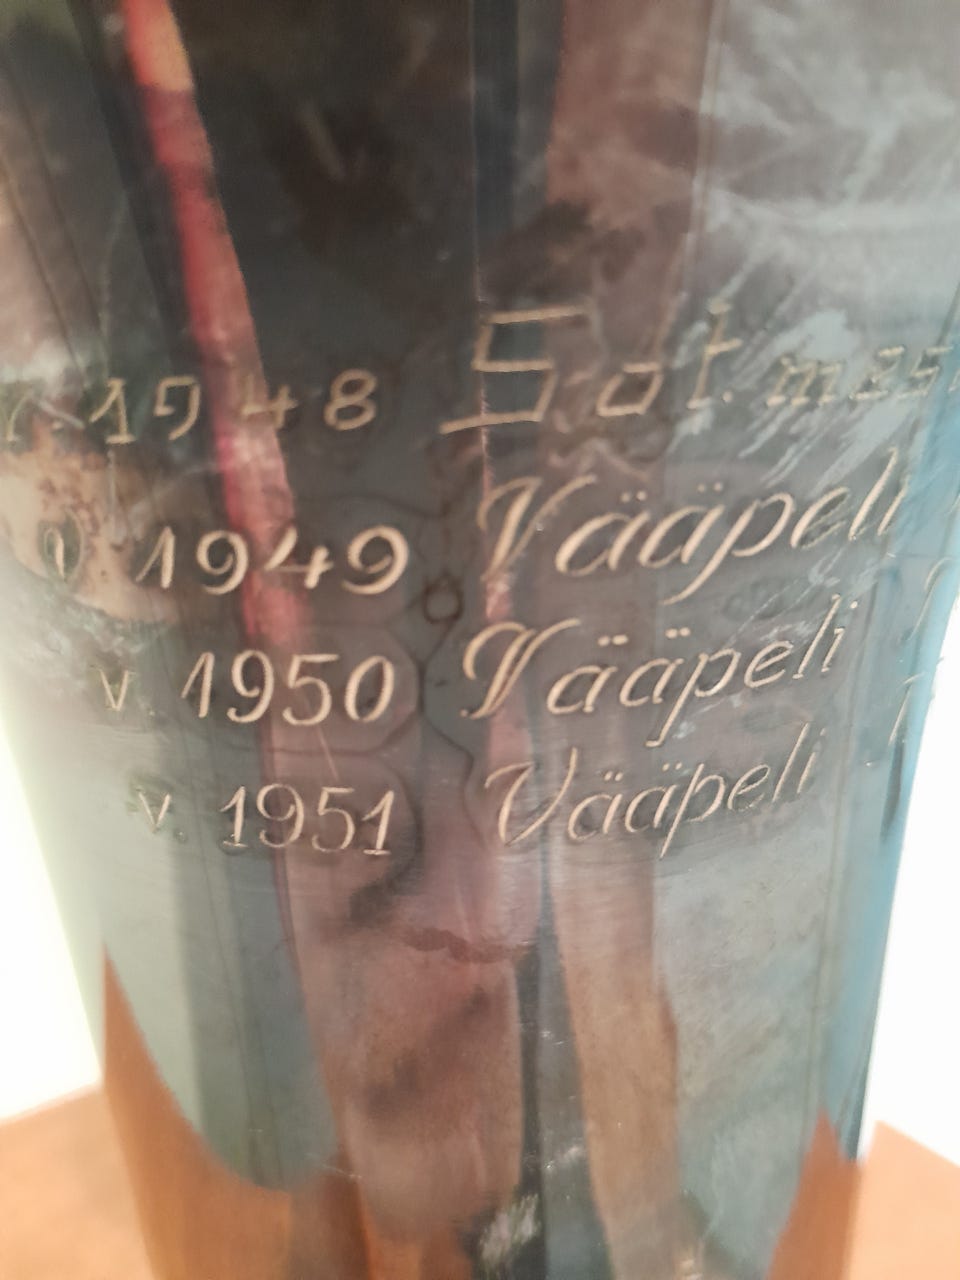 v. 1948 Sot. mes
v 1949 Vääpeli
v. 1950 Vääpeli
v. 1951 Vääpeli